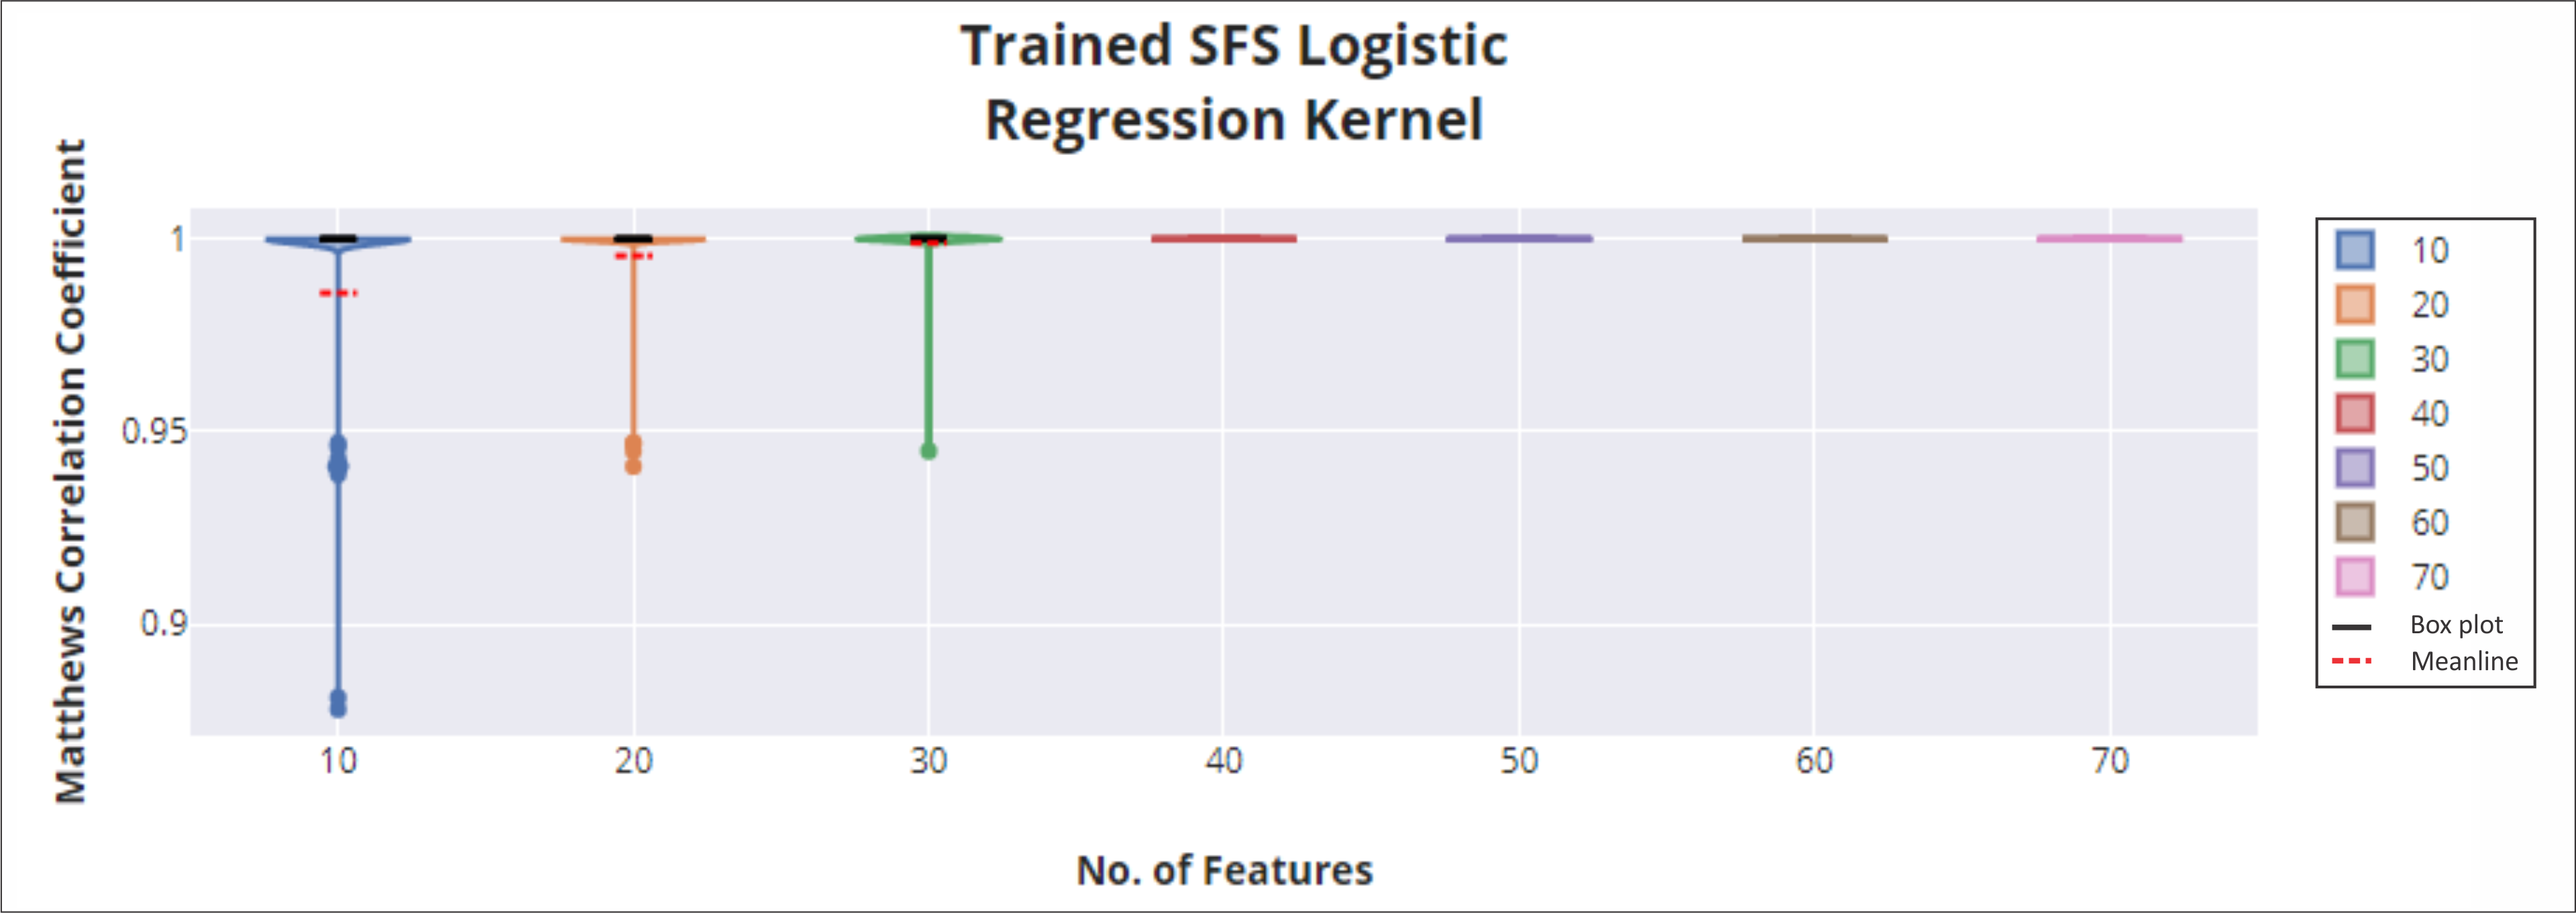 Trained SFS Logistic
Regression Kernel
Matthews Correlation Coefficient
1
0.95
0.9
10
20
30
40
50
60
70
No. of Features
10
20
30
40
50
60
70
Box plot
Meanline